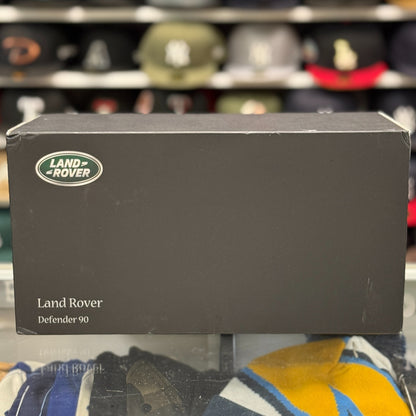 LAND
ROVER
Land Rover
Defender 90